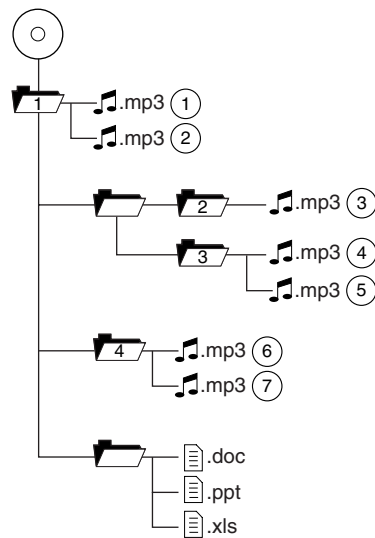 1 .mp3 1
.mp3 2
2 .mp3 3
3 .mp3 4
.mp3 5
4 .mp3 6
.mp3 7
.doc
.ppt
.xls